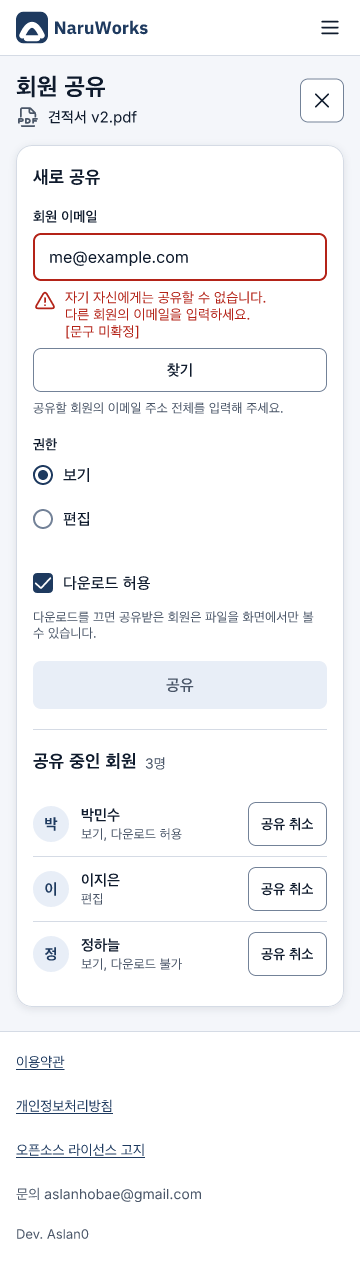 NaruWorks
회원 공유
PDF 견적서 v2.pdf
새로 공유
회원 이메일
me@example.com
자기 자신에게는 공유할 수 없습니다.
다른 회원의 이메일을 입력하세요.
[문구 미확정]
찾기
공유할 회원의 이메일 주소 전체를 입력해 주세요.
권한
보기
편집
다운로드 허용
다운로드를 끄면 공유받은 회원은 파일을 화면에서만 볼
수 있습니다.
공유
공유 중인 회원 3명
박 박민수 공유 취소
보기, 다운로드 허용
이 이지은 공유 취소
편집
정 정하늘 공유 취소
보기, 다운로드 불가
이용약관
개인정보처리방침
오픈소스 라이선스 고지
문의 aslanhobae@gmail.com
Dev. Aslan0